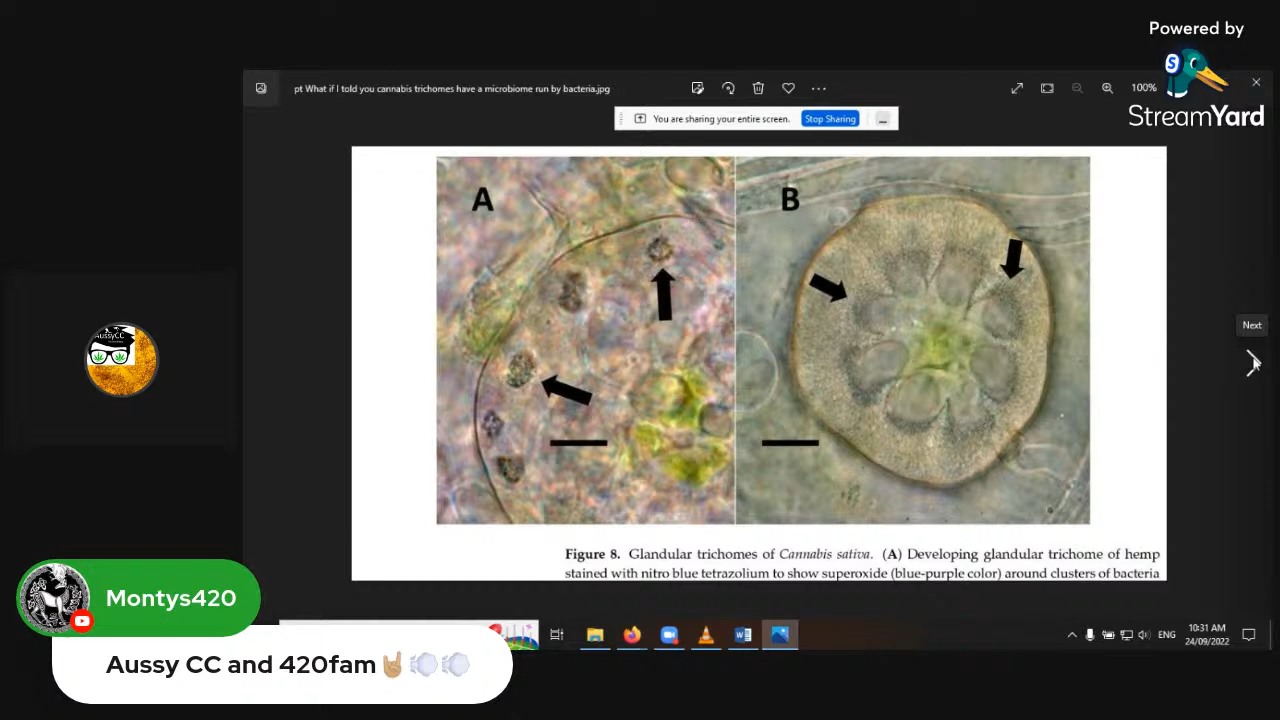 Powered by
StreamYard
pt What if I told you cannabis trichomes have a microbiome run by bacteria.jpg
100%
You are sharing your entire screen.
Stop Sharing
A
B
Next
AussyCC
Figure 8. Glandular trichomes of Cannabis sativa. (A) Developing glandular trichome of hemp
stained with nitro blue tetrazolium to show superoxide (blue-purple color) around clusters of bacteria
Montys420
Aussy CC and 420fam🤘🏼💨💨
ENG
10:31 AM
24/09/2022